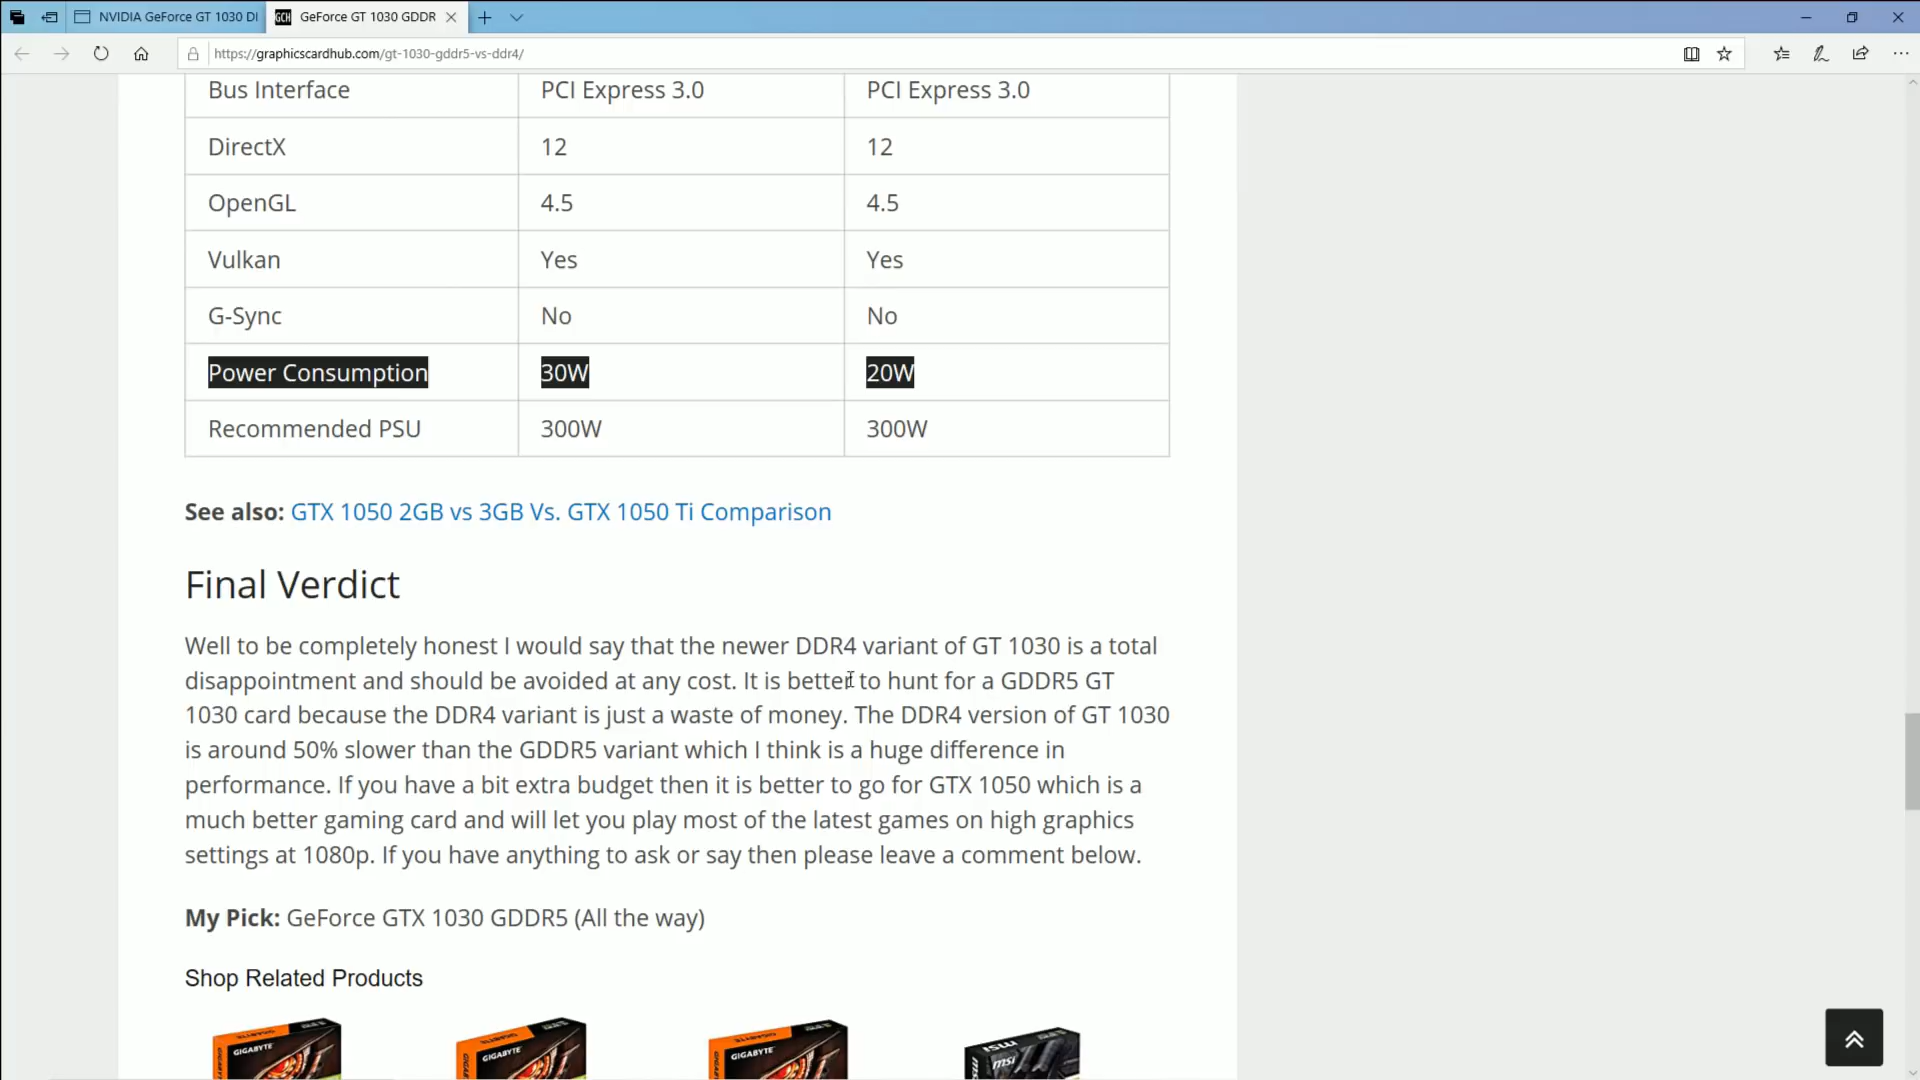 NVIDIA GeForce GT 1030 DI
GCH GeForce GT 1030 GDDR
https://graphicscardhub.com/gt-1030-gddr5-vs-ddr4/
Bus Interface PCI Express 3.0 PCI Express 3.0
DirectX 12 12
OpenGL 4.5 4.5
Vulkan Yes Yes
G-Sync No No
Power Consumption 30W 20W
Recommended PSU 300W 300W
See also: GTX 1050 2GB vs 3GB Vs. GTX 1050 Ti Comparison
Final Verdict
Well to be completely honest I would say that the newer DDR4 variant of GT 1030 is a total
disappointment and should be avoided at any cost. It is better to hunt for a GDDR5 GT
1030 card because the DDR4 variant is just a waste of money. The DDR4 version of GT 1030
is around 50% slower than the GDDR5 variant which I think is a huge difference in
performance. If you have a bit extra budget then it is better to go for GTX 1050 which is a
much better gaming card and will let you play most of the latest games on high graphics
settings at 1080p. If you have anything to ask or say then please leave a comment below.
My Pick: GeForce GTX 1030 GDDR5 (All the way)
Shop Related Products
GIGABYTE GIGABYTE GIGABYTE msi